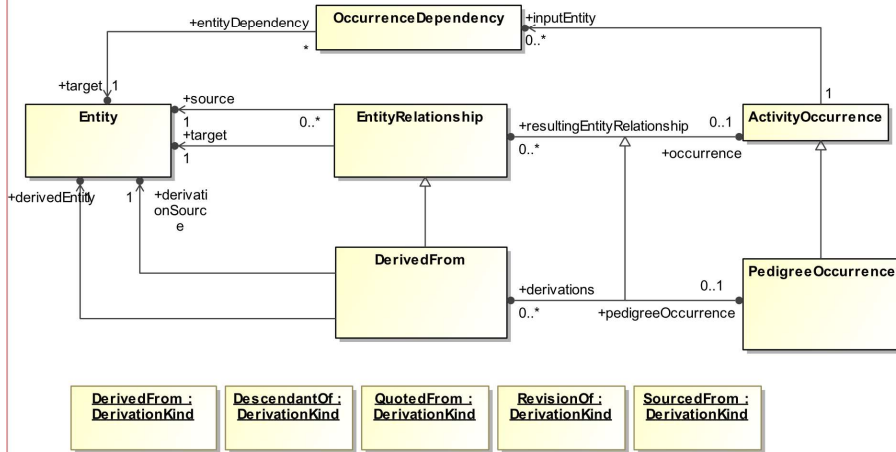 OccurrenceDependency
+entityDependency
*
+inputEntity
0..*
+target
1
1
Entity
+source
1
0..*
+target
1
EntityRelationship
+resultingEntityRelationship
0..*
0..1
+occurrence
ActivityOccurrence
+derivedEntity
1
1
+derivati
onSourc
e
DerivedFrom
+derivations
0..*
0..1
+pedigreeOccurrence
PedigreeOccurrence
DerivedFrom :
DerivationKind
DescendantOf :
DerivationKind
QuotedFrom :
DerivationKind
RevisionOf :
DerivationKind
SourcedFrom :
DerivationKind